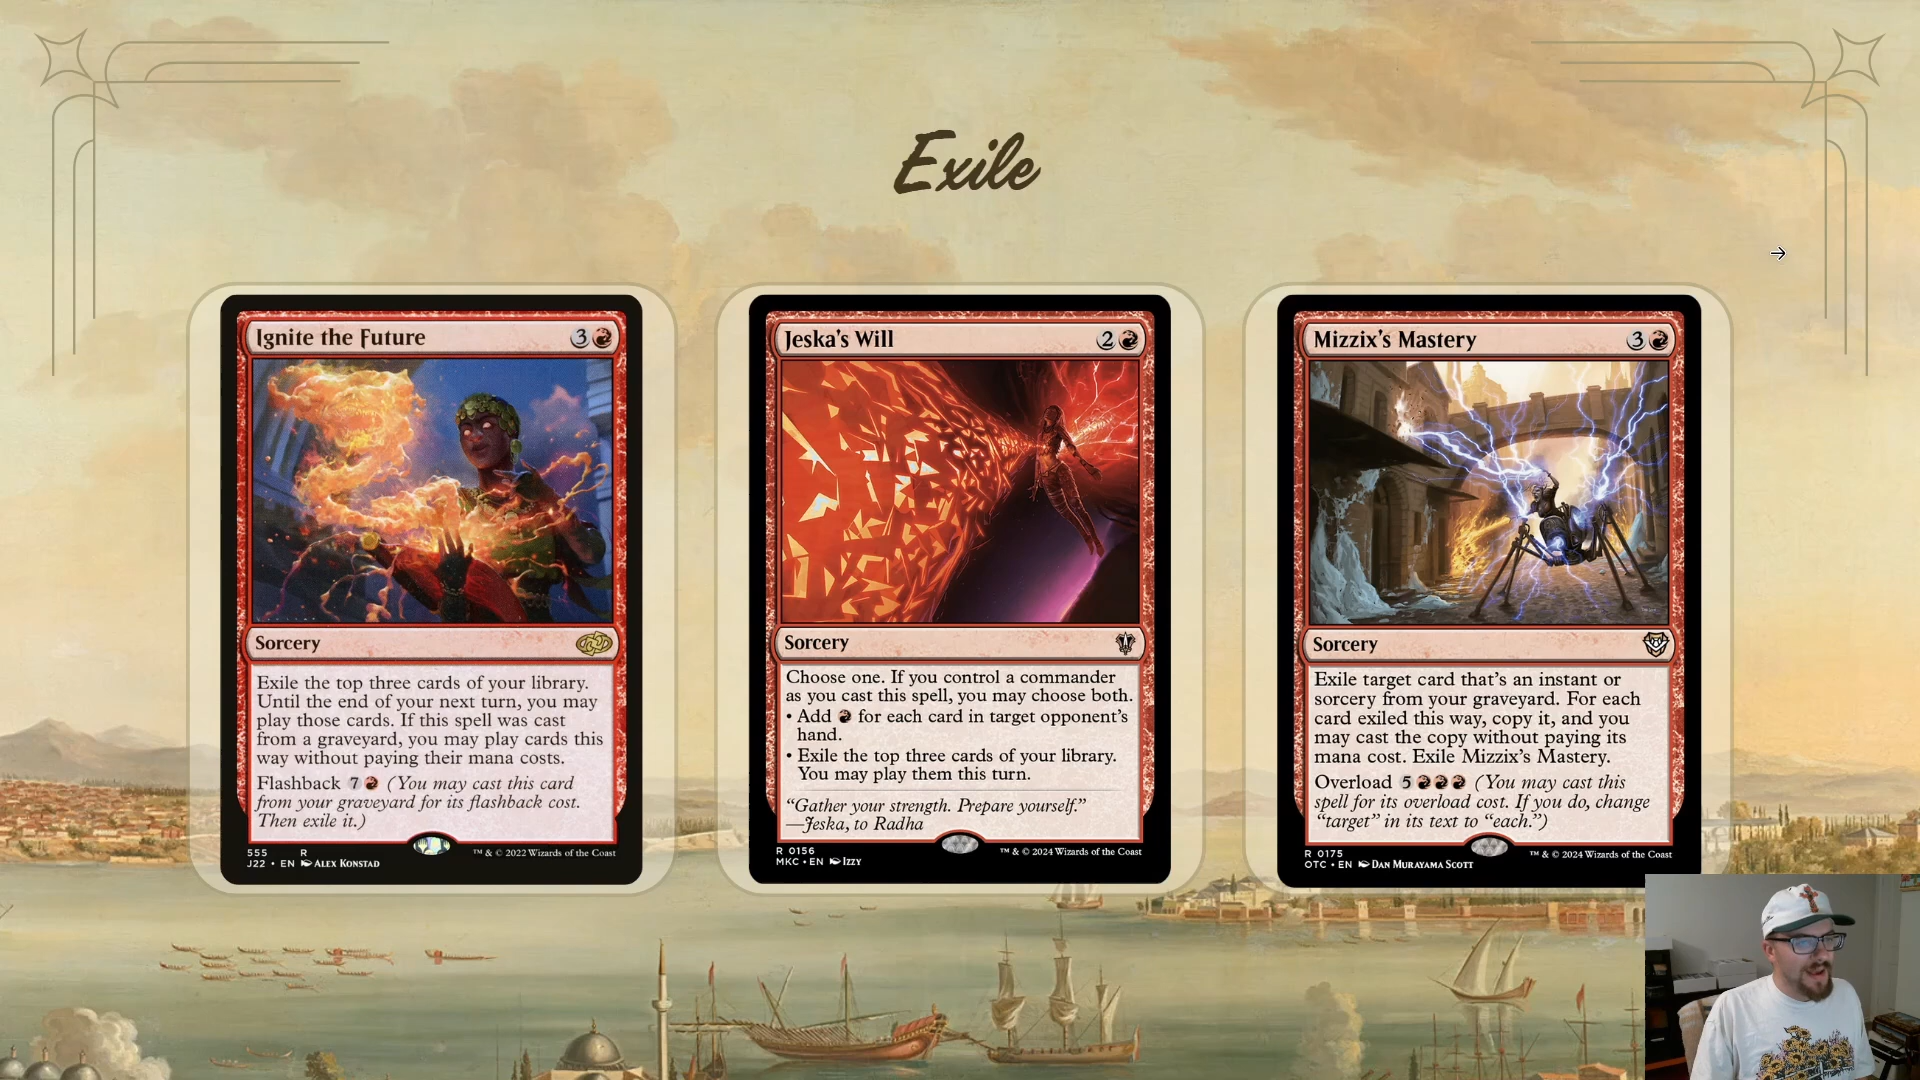 Exile
Ignite the Future 3
Sorcery
Exile the top three cards of your library.
Until the end of your next turn, you may
play those cards. If this spell was cast
from a graveyard, you may play cards this
way without paying their mana costs.
Flashback 7 (You may cast this card
from your graveyard for its flashback cost.
Then exile it.)
555 R
J22 • EN ALEX KONSTAD
™ & © 2022 Wizards of the Coast
Jeska's Will 2
Sorcery
Choose one. If you control a commander
as you cast this spell, you may choose both.
• Add for each card in target opponent's
hand.
• Exile the top three cards of your library.
You may play them this turn.
“Gather your strength. Prepare yourself.”
—Jeska, to Radha
R 0156
MKC • EN IZZY
™ & © 2024 Wizards of the Coast
Mizzix's Mastery 3
Sorcery
Exile target card that's an instant or
sorcery from your graveyard. For each
card exiled this way, copy it, and you
may cast the copy without paying its
mana cost. Exile Mizzix's Mastery.
Overload 5 (You may cast this
spell for its overload cost. If you do, change
“target” in its text to “each.”)
R 0175
OTC • EN DAN MURAYAMA SCOTT
™ & © 2024 Wizards of the Coast